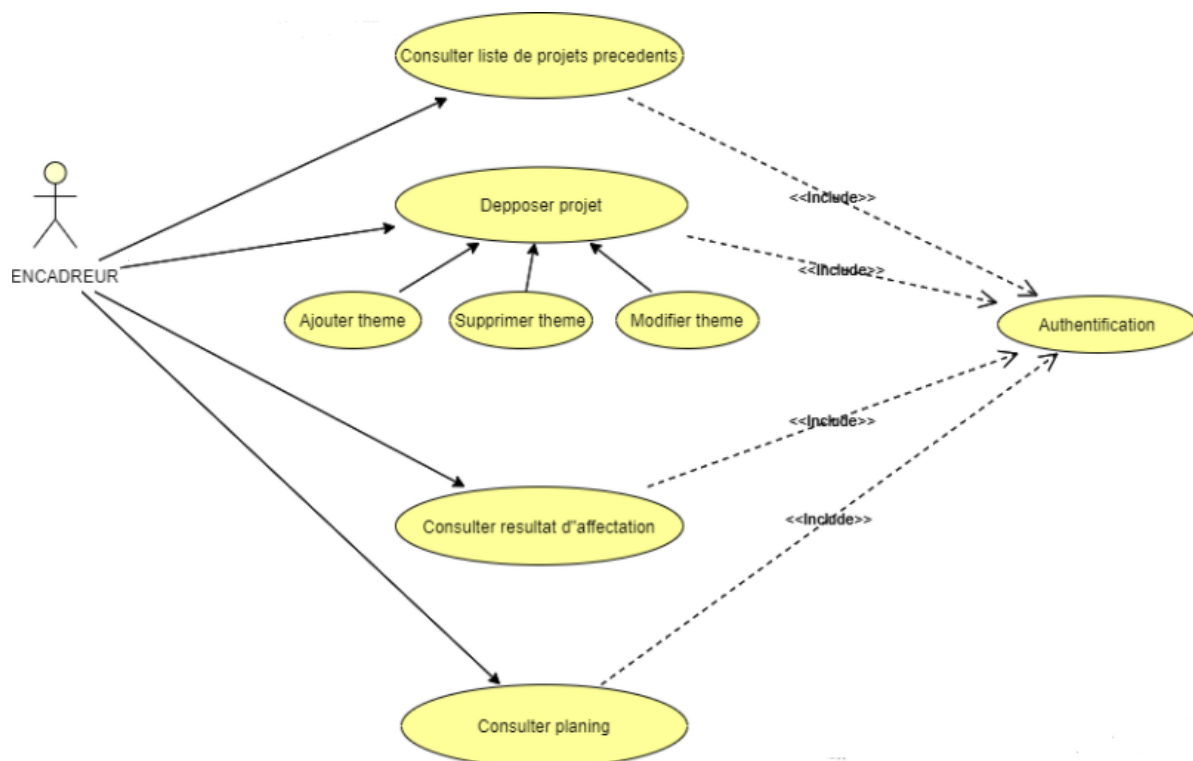 Consulter liste de projets precedents
<<Include>>
Depposer projet
<<Include>>
ENCADREUR
Ajouter theme
Supprimer theme
Modifier theme
Authentification
<<Include>>
Consulter resultat d"affectation
<<Include>>
Consulter planing